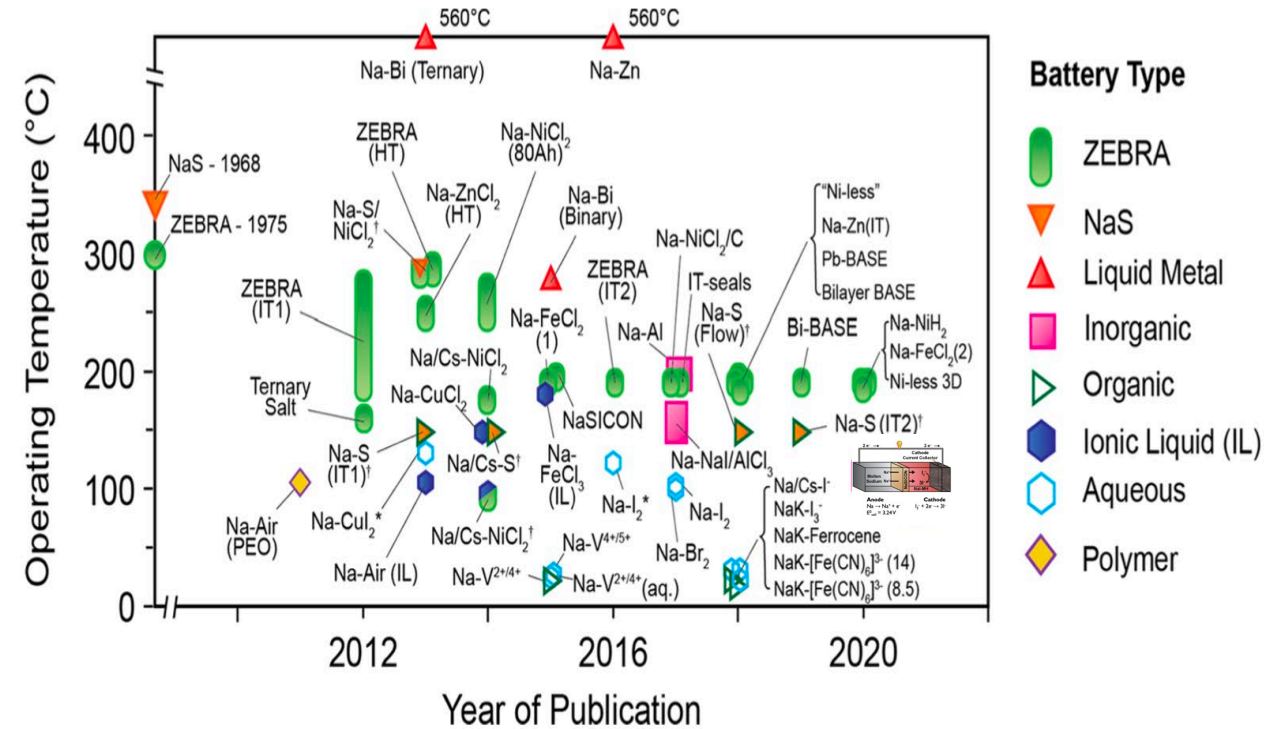 560°C
560°C
Na-Bi (Ternary)
Na-Zn
Operating Temperature (°C)
400
300
200
100
0
NaS - 1968
ZEBRA - 1975
ZEBRA
(HT)
Na-NiCl2
(80Ah)
Na-S/
NiCl2†
Na-ZnCl2
(HT)
Na-Bi
(Binary)
ZEBRA
(IT1)
ZEBRA
(IT2)
Na-NiCl2/C
IT-seals
"Ni-less"
Na-Zn(IT)
Pb-BASE
Bilayer BASE
Na-FeCl2
(1)
Na-Al
Na-S
(Flow)†
Bi-BASE
Na-NiH2
Na-FeCl2(2)
Ni-less 3D
Ternary
Salt
Na/Cs-NiCl2
Na-CuCl2
NaSICON
Na-S (IT2)†
Na-S
(IT1)†
Na/Cs-S†
Na-
FeCl3
(IL)
Na-NaI/AlCl3
Na-Air
(PEO)
Na-CuI2*
Na-Air (IL)
Na/Cs-NiCl2†
Na-I2*
Na-I2
Na-Br2
Na-V4+/5+
Na-V2+/4+
Na-V2+/4+(aq.)
Na/Cs-I-
NaK-I3-
NaK-Ferrocene
NaK-[Fe(CN)6]3- (14)
NaK-[Fe(CN)6]3- (8.5)
Cathode
Current Collector
Molten
Sodium
Anode
Cathode
2012
2016
2020
Year of Publication
Battery Type
ZEBRA
NaS
Liquid Metal
Inorganic
Organic
Ionic Liquid (IL)
Aqueous
Polymer